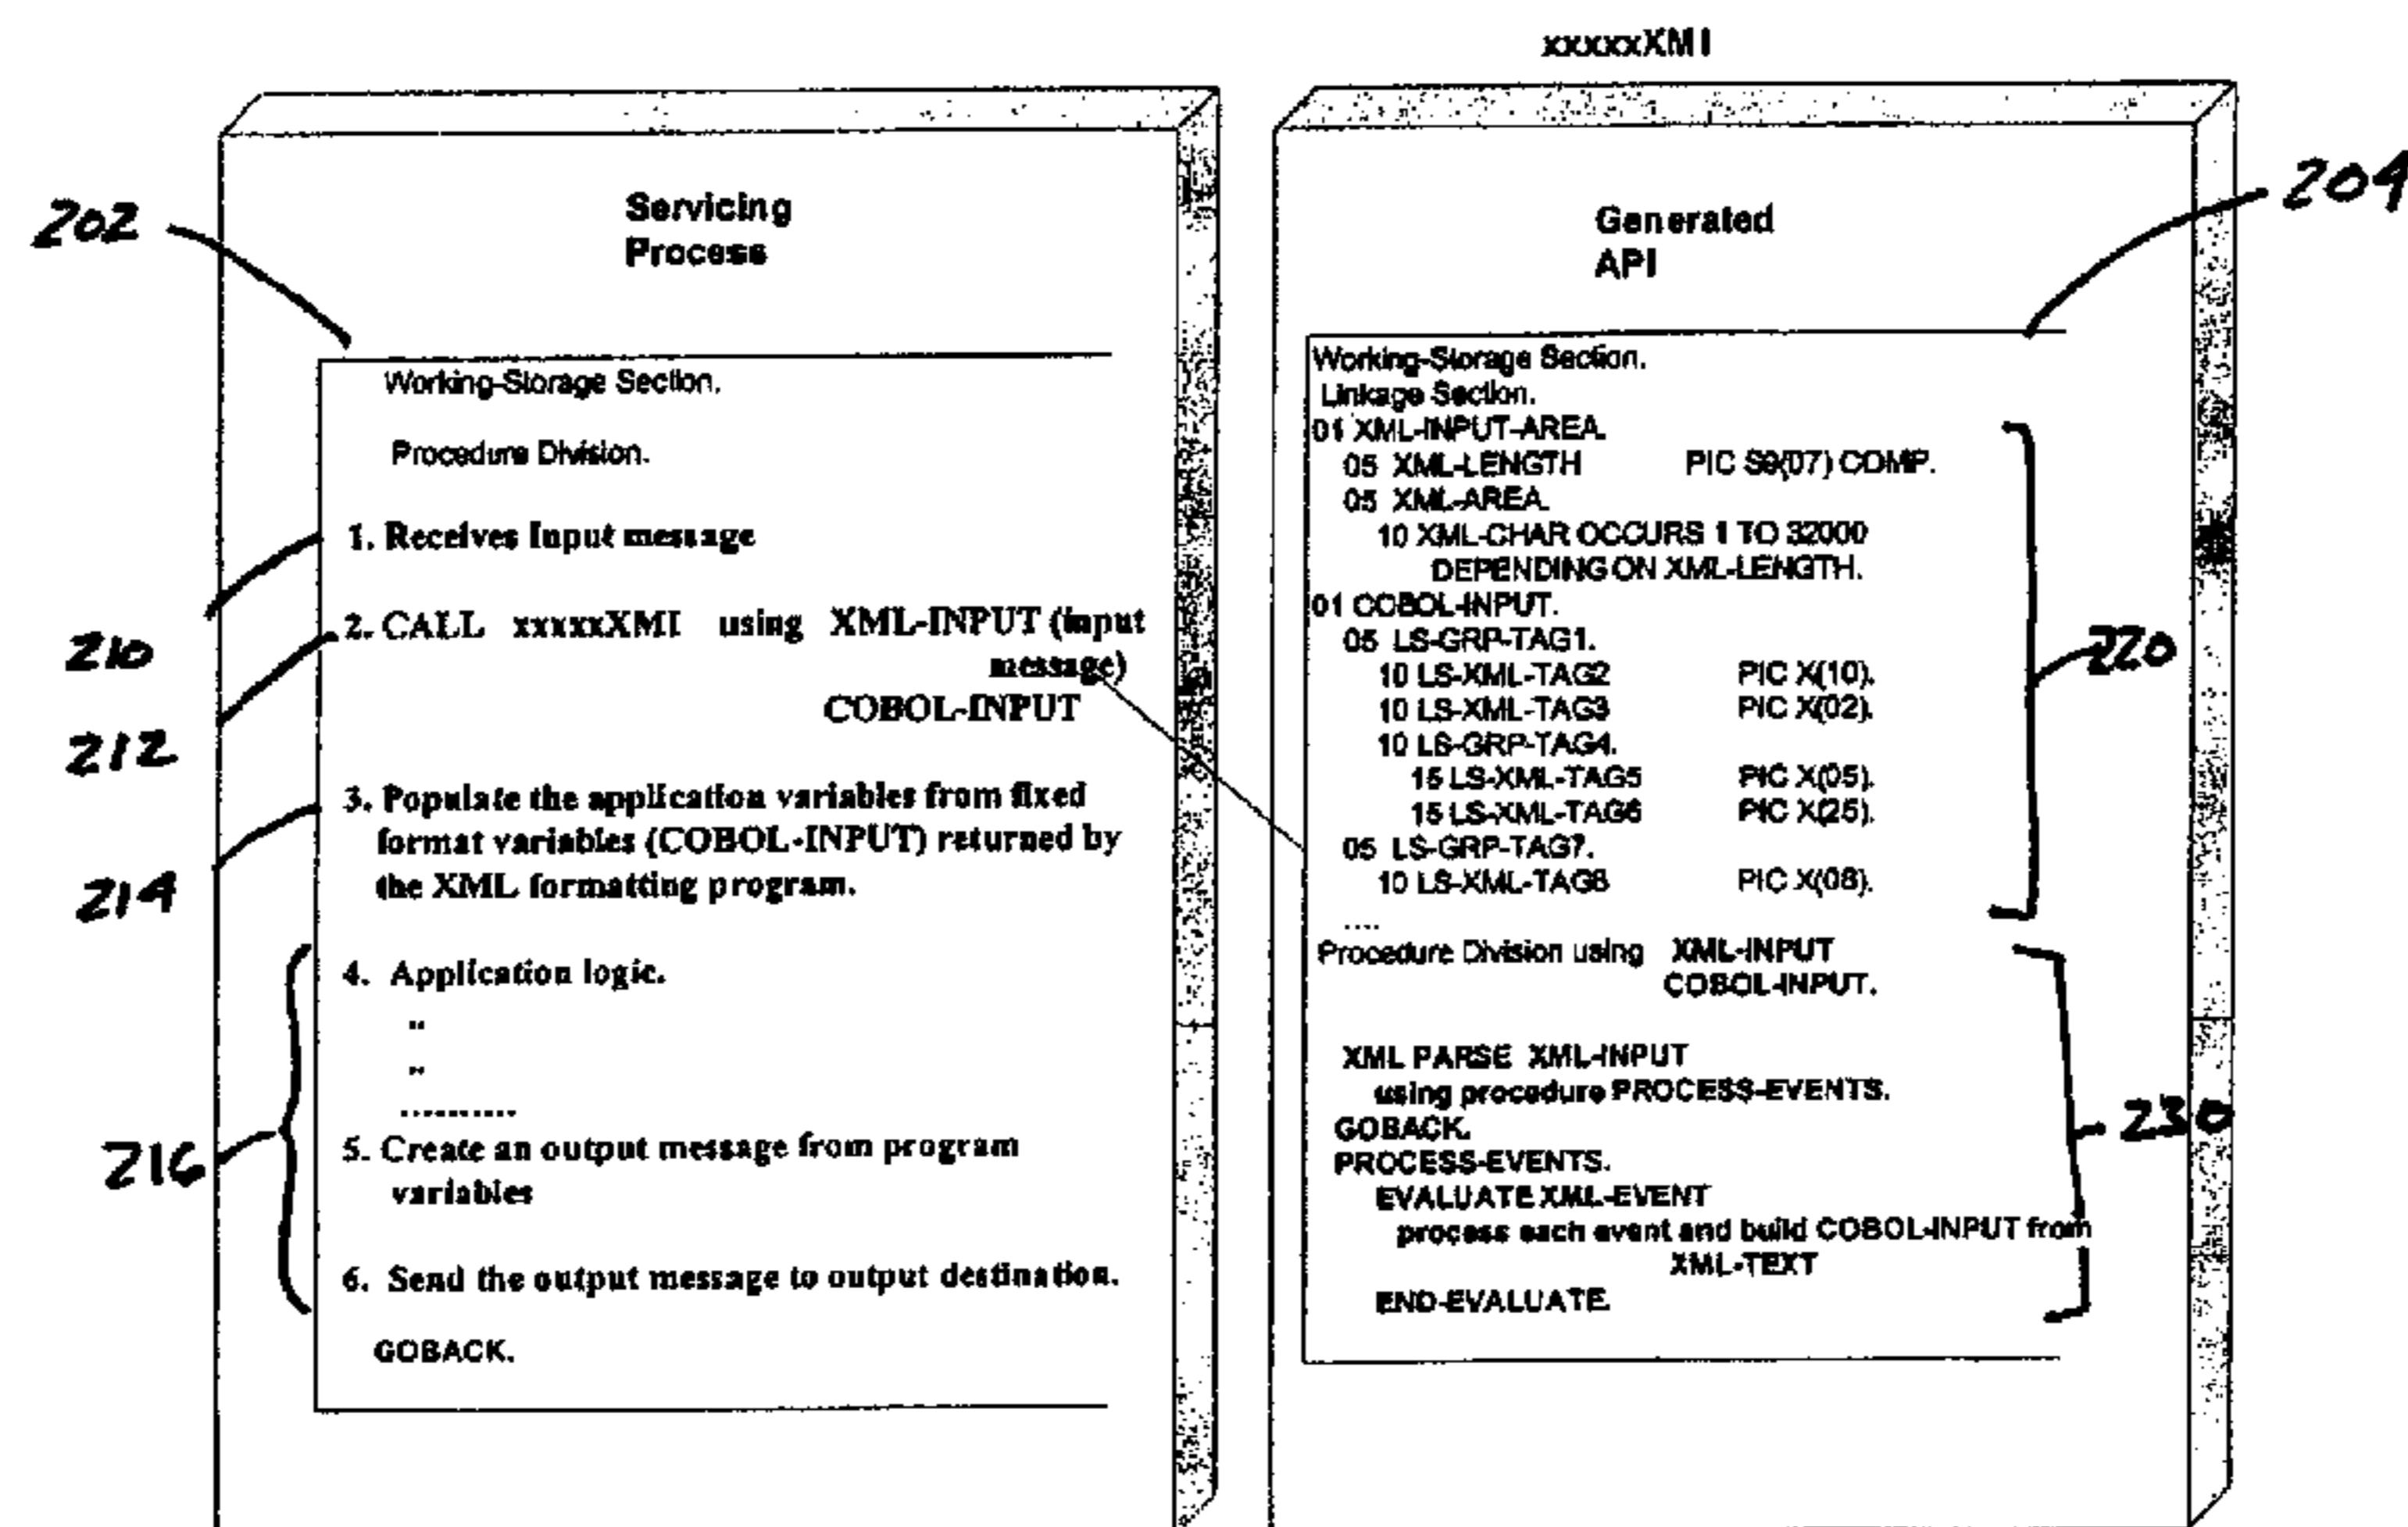 xxxxxXMI
202
Servicing
Process
Working-Storage Section.
Procedure Division.
210
1. Receives Input message
212
2. CALL xxxxxXMI using XML-INPUT (input
message)
COBOL-INPUT
214
3. Populate the application variables from fixed
format variables (COBOL-INPUT) returned by
the XML formatting program.
216
4. Application logic.
"
"
..........
5. Create an output message from program
variables
6. Send the output message to output destination.
GOBACK.
204
Generated
API
Working-Storage Section.
Linkage Section.
01 XML-INPUT-AREA.
05 XML-LENGTH PIC S9(07) COMP.
05 XML-AREA.
10 XML-CHAR OCCURS 1 TO 32000
DEPENDING ON XML-LENGTH.
01 COBOL-INPUT.
05 LS-GRP-TAG1.
10 LS-XML-TAG2 PIC X(10).
10 LS-XML-TAG3 PIC X(02).
10 LS-GRP-TAG4.
15 LS-XML-TAG5 PIC X(05).
15 LS-XML-TAG6 PIC X(25).
05 LS-GRP-TAG7.
10 LS-XML-TAG8 PIC X(08).
....
220
Procedure Division using XML-INPUT
COBOL-INPUT.
XML PARSE XML-INPUT
using procedure PROCESS-EVENTS.
GOBACK.
PROCESS-EVENTS.
EVALUATE XML-EVENT
process each event and build COBOL-INPUT from
XML-TEXT
END-EVALUATE.
230